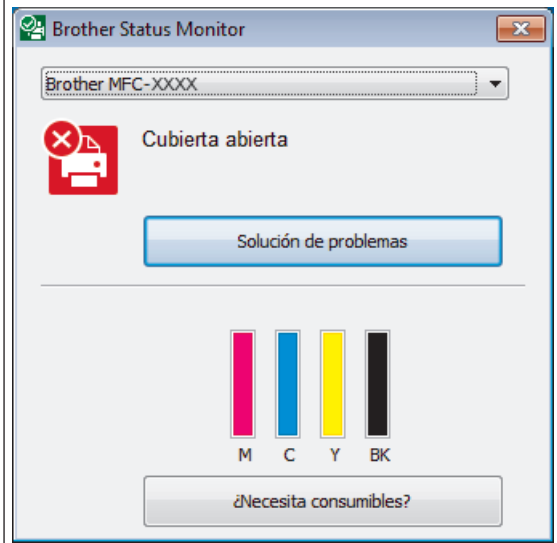 Brother Status Monitor
Brother MFC-XXXX
Cubierta abierta
Solución de problemas
M C Y BK
¿Necesita consumibles?